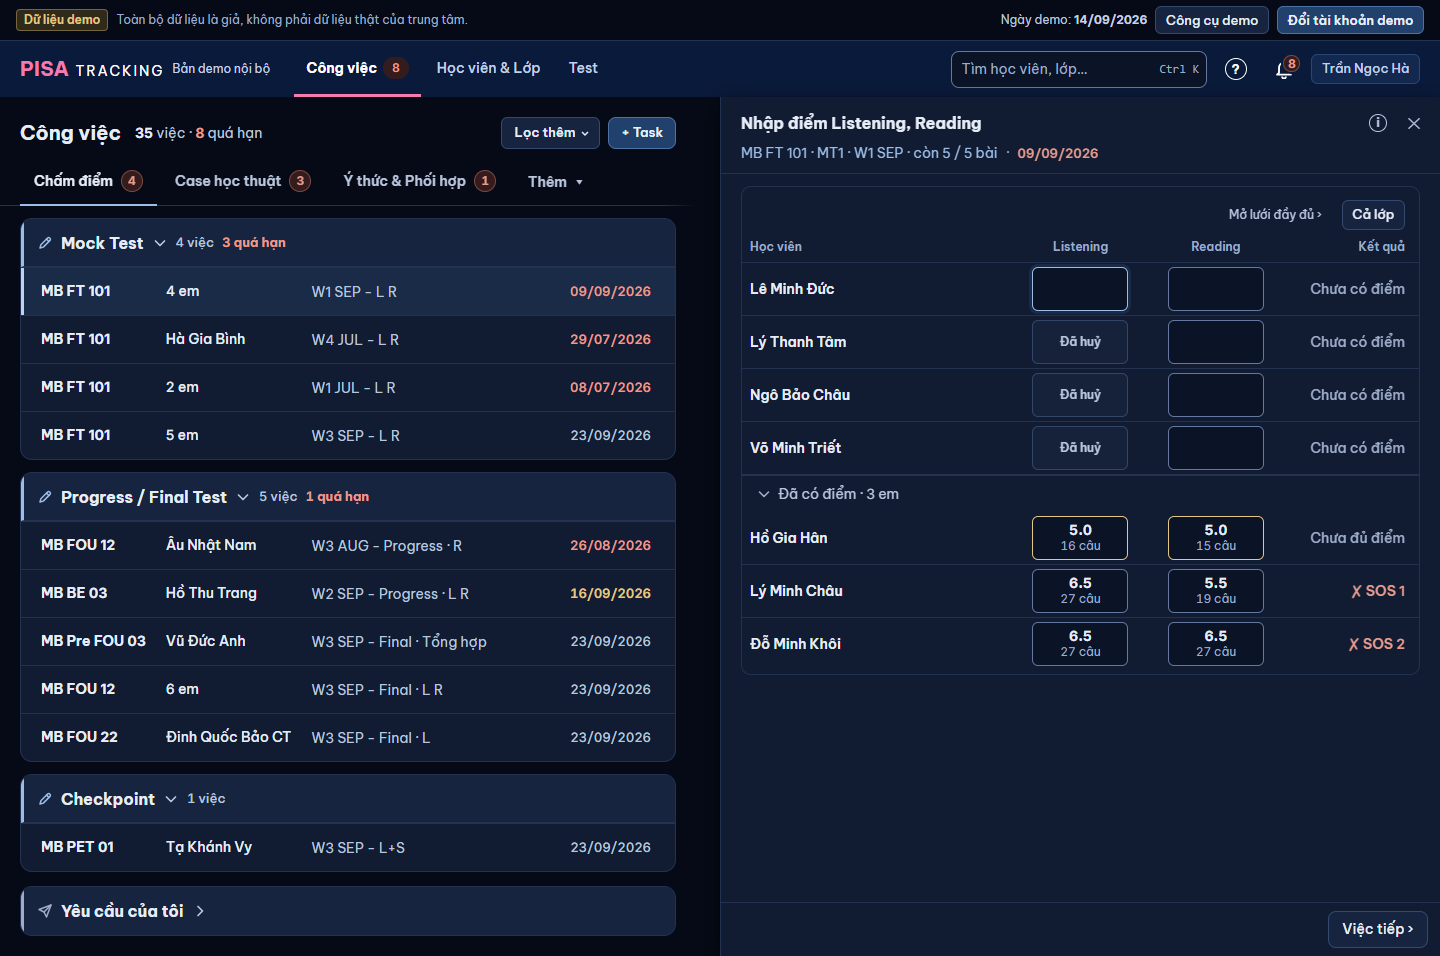 Dữ liệu demo Toàn bộ dữ liệu là giả, không phải dữ liệu thật của trung tâm. Ngày demo: 14/09/2026 Công cụ demo Đổi tài khoản demo
PISA TRACKING Bản demo nội bộ Công việc 8 Học viên & Lớp Test Tìm học viên, lớp... Ctrl K ? 8 Trần Ngọc Hà
Công việc 35 việc · 8 quá hạn Lọc thêm + Task
Chấm điểm 4 Case học thuật 3 Ý thức & Phối hợp 1 Thêm
Mock Test 4 việc 3 quá hạn
MB FT 101 4 em W1 SEP - L R 09/09/2026
MB FT 101 Hà Gia Bình W4 JUL - L R 29/07/2026
MB FT 101 2 em W1 JUL - L R 08/07/2026
MB FT 101 5 em W3 SEP - L R 23/09/2026
Progress / Final Test 5 việc 1 quá hạn
MB FOU 12 Âu Nhật Nam W3 AUG - Progress · R 26/08/2026
MB BE 03 Hồ Thu Trang W2 SEP - Progress · L R 16/09/2026
MB Pre FOU 03 Vũ Đức Anh W3 SEP - Final · Tổng hợp 23/09/2026
MB FOU 12 6 em W3 SEP - Final · L R 23/09/2026
MB FOU 22 Đinh Quốc Bảo CT W3 SEP - Final · L 23/09/2026
Checkpoint 1 việc
MB PET 01 Tạ Khánh Vy W3 SEP - L+S 23/09/2026
Yêu cầu của tôi
Nhập điểm Listening, Reading
MB FT 101 · MT1 · W1 SEP · còn 5 / 5 bài · 09/09/2026
Mở lưới đầy đủ › Cả lớp
Học viên Listening Reading Kết quả
Lê Minh Đức Chưa có điểm
Lý Thanh Tâm Đã huỷ Chưa có điểm
Ngô Bảo Châu Đã huỷ Chưa có điểm
Võ Minh Triết Đã huỷ Chưa có điểm
Đã có điểm · 3 em
Hồ Gia Hân 5.0 16 câu 5.0 15 câu Chưa đủ điểm
Lý Minh Châu 6.5 27 câu 5.5 19 câu ✗ SOS 1
Đỗ Minh Khôi 6.5 27 câu 6.5 27 câu ✗ SOS 2
Việc tiếp ›